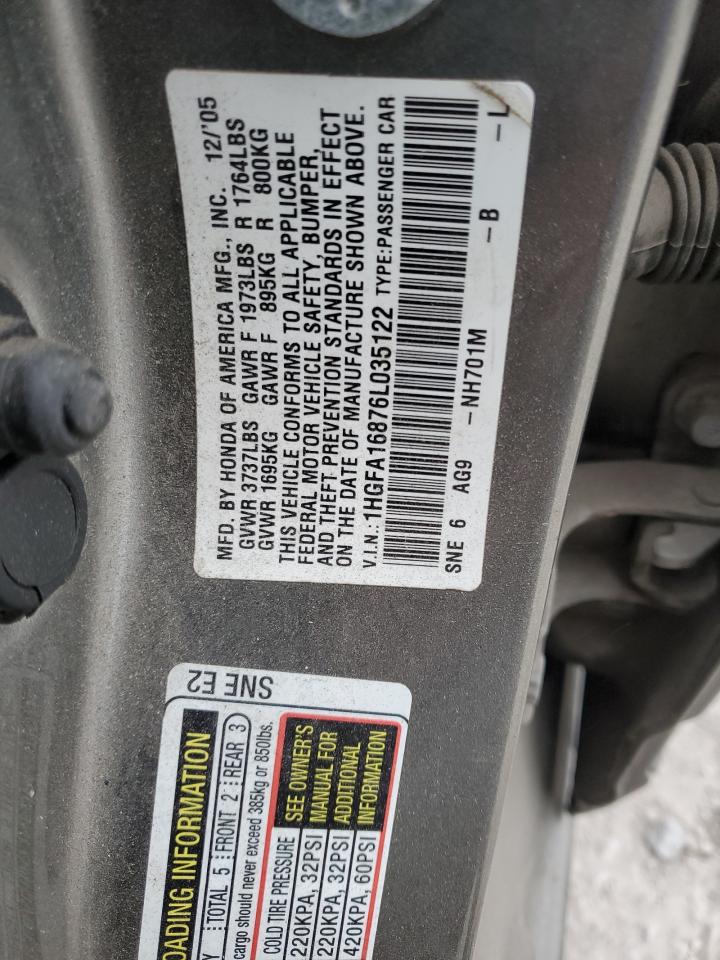 MFD. BY HONDA OF AMERICA MFG., INC. 12/'05
GVWR 3737LBS GAWR F 1973LBS R 1764LBS
GVWR 1695KG GAWR F 895KG R 800KG
THIS VEHICLE CONFORMS TO ALL APPLICABLE
FEDERAL MOTOR VEHICLE SAFETY, BUMPER,
AND THEFT PREVENTION STANDARDS IN EFFECT
ON THE DATE OF MANUFACTURE SHOWN ABOVE.
V.I.N.:1HGFA16876L035122 TYPE:PASSENGER CAR
SNE 6 AG9 -NH701M -B -L
SNE E2
OADING INFORMATION
Y TOTAL 5 FRONT 2 REAR 3
cargo should never exceed 385kg or 850lbs.
COLD TIRE PRESSURE
220KPA, 32PSI
220KPA, 32PSI
420KPA, 60PSI
SEE OWNER'S
MANUAL FOR
ADDITIONAL
INFORMATION